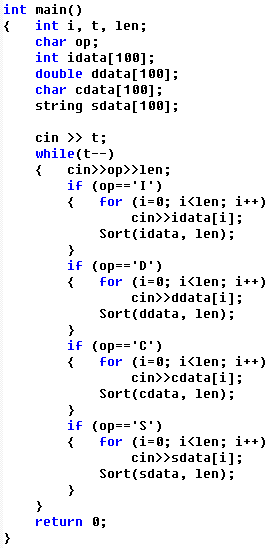 int main()
{   int i, t, len;
    char op;
    int idata[100];
    double ddata[100];
    char cdata[100];
    string sdata[100];

    cin >> t;
    while(t--)
    {   cin>>op>>len;
        if (op=='I')
        {   for (i=0; i<len; i++)
                cin>>idata[i];
            Sort(idata, len);
        }
        if (op=='D')
        {   for (i=0; i<len; i++)
                cin>>ddata[i];
            Sort(ddata, len);
        }
        if (op=='C')
        {   for (i=0; i<len; i++)
                cin>>cdata[i];
            Sort(cdata, len);
        }
        if (op=='S')
        {   for (i=0; i<len; i++)
                cin>>sdata[i];
            Sort(sdata, len);
        }
    }
    return 0;
}